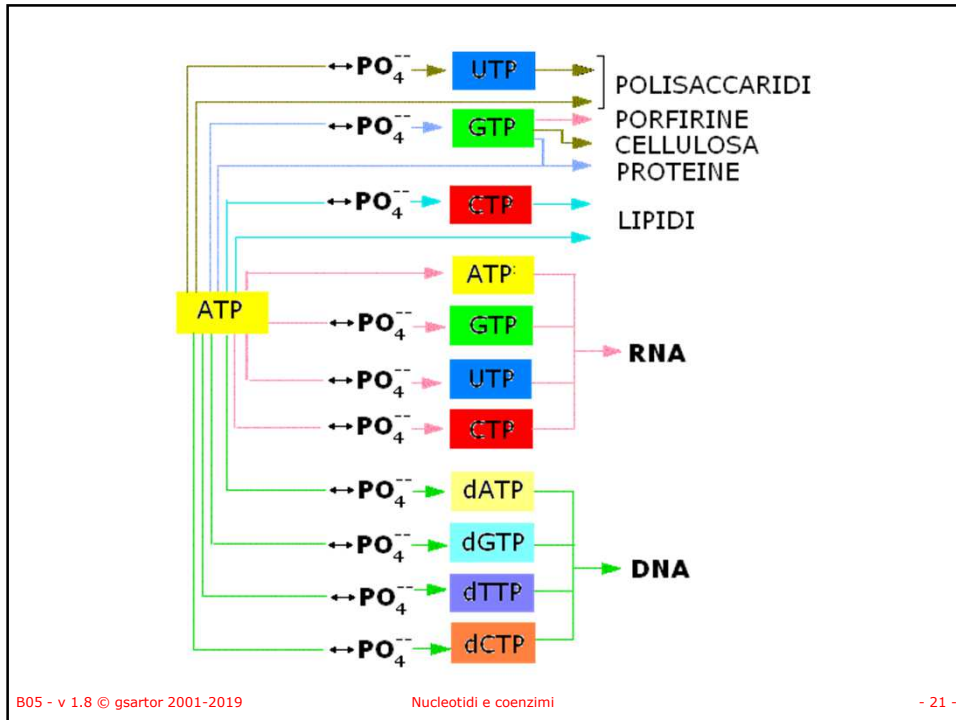 ↔PO₄⁻⁻ UTP
POLISACCARIDI
↔PO₄⁻⁻ GTP
PORFIRINE
CELLULOSA
PROTEINE
↔PO₄⁻⁻ CTP
LIPIDI
ATP
ATP
↔PO₄⁻⁻ GTP
RNA
↔PO₄⁻⁻ UTP
↔PO₄⁻⁻ CTP
↔PO₄⁻⁻ dATP
↔PO₄⁻⁻ dGTP
DNA
↔PO₄⁻⁻ dTTP
↔PO₄⁻⁻ dCTP
B05 - v 1.8 © gsartor 2001-2019 Nucleotidi e coenzimi - 21 -